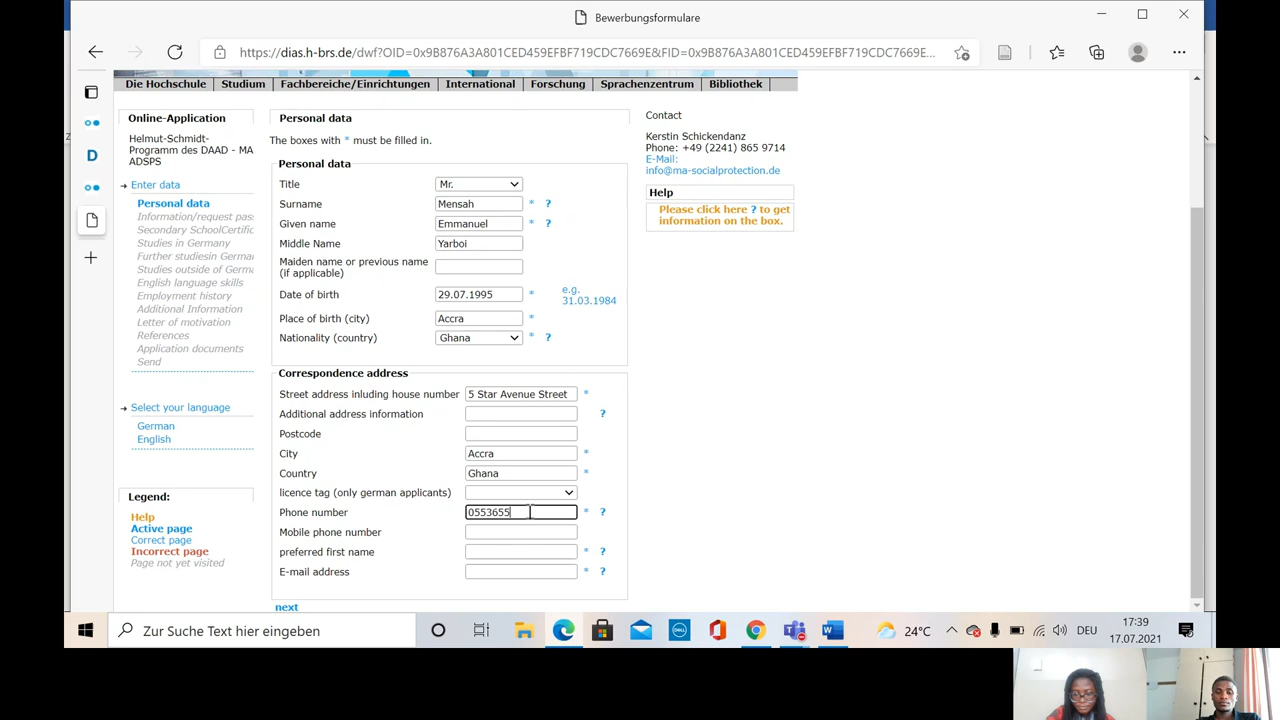 Bewerbungsformulare
https://dias.h-brs.de/dwf?OID=0x9B876A3A801CED459EFBF719CDC7669E&FID=0x9B876A3A801CED459EFBF719CDC7669E...
Die Hochschule Studium Fachbereiche/Einrichtungen International Forschung Sprachenzentrum Bibliothek
Online-Application
Helmut-Schmidt-
Programm des DAAD - MA
ADSPS
Enter data
Personal data
Information/request pas
Secondary SchoolCertific
Studies in Germany
Further studiesin Germa
Studies outside of Germa
English language skills
Employment history
Additional Information
Letter of motivation
References
Application documents
Send
Select your language
German
English
Legend:
Help
Active page
Correct page
Incorrect page
Page not yet visited
Personal data
The boxes with * must be filled in.
Personal data
Title Mr.
Surname Mensah * ?
Given name Emmanuel * ?
Middle Name Yarboi
Maiden name or previous name
(if applicable)
Date of birth 29.07.1995 * e.g.
31.03.1984
Place of birth (city) Accra *
Nationality (country) Ghana * ?
Correspondence address
Street address inluding house number 5 Star Avenue Street *
Additional address information ?
Postcode
City Accra *
Country Ghana *
licence tag (only german applicants)
Phone number 0553655 * ?
Mobile phone number
preferred first name * ?
E-mail address * ?
next
Contact
Kerstin Schickendanz
Phone: +49 (2241) 865 9714
E-Mail:
info@ma-socialprotection.de
Help
Please click here ? to get
information on the box.
Zur Suche Text hier eingeben
24°C
DEU
17:39
17.07.2021